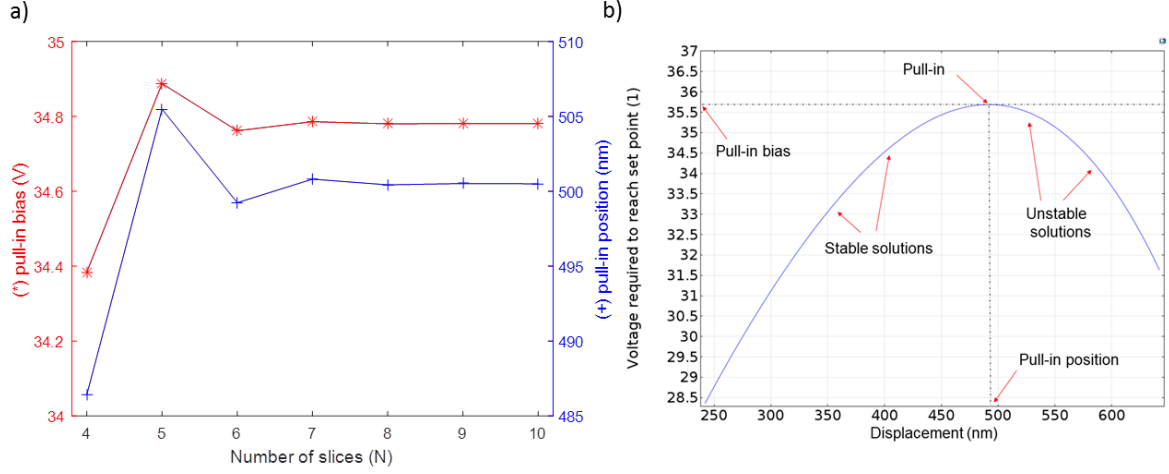 a)
35
34.8
34.6
34.4
34.2
34
(*) pull-in bias (V)
510
505
500
495
490
485
(+) pull-in position (nm)
4 5 6 7 8 9 10
Number of slices (N)
b)
37
36.5
36
35.5
35
34.5
34
33.5
33
32.5
32
31.5
31
30.5
30
29.5
29
28.5
Voltage required to reach set point (1)
Pull-in
Pull-in bias
Stable solutions
Unstable
solutions
Pull-in position
250 300 350 400 450 500 550 600
Displacement (nm)